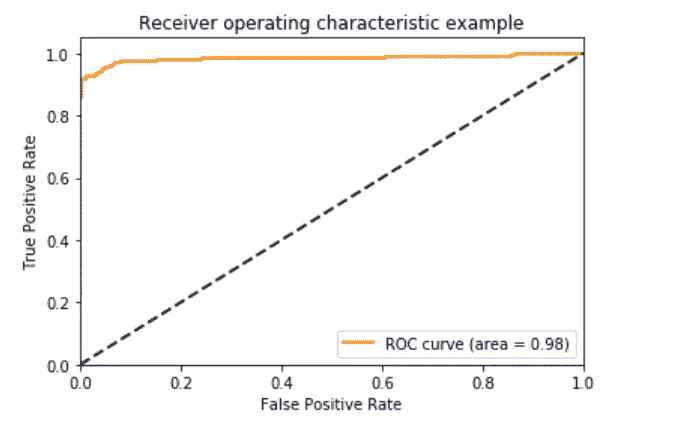 Receiver operating characteristic example
1.0
0.8
0.6
0.4
0.2
0.0
True Positive Rate
ROC curve (area = 0.98)
0.0 0.2 0.4 0.6 0.8 1.0
False Positive Rate